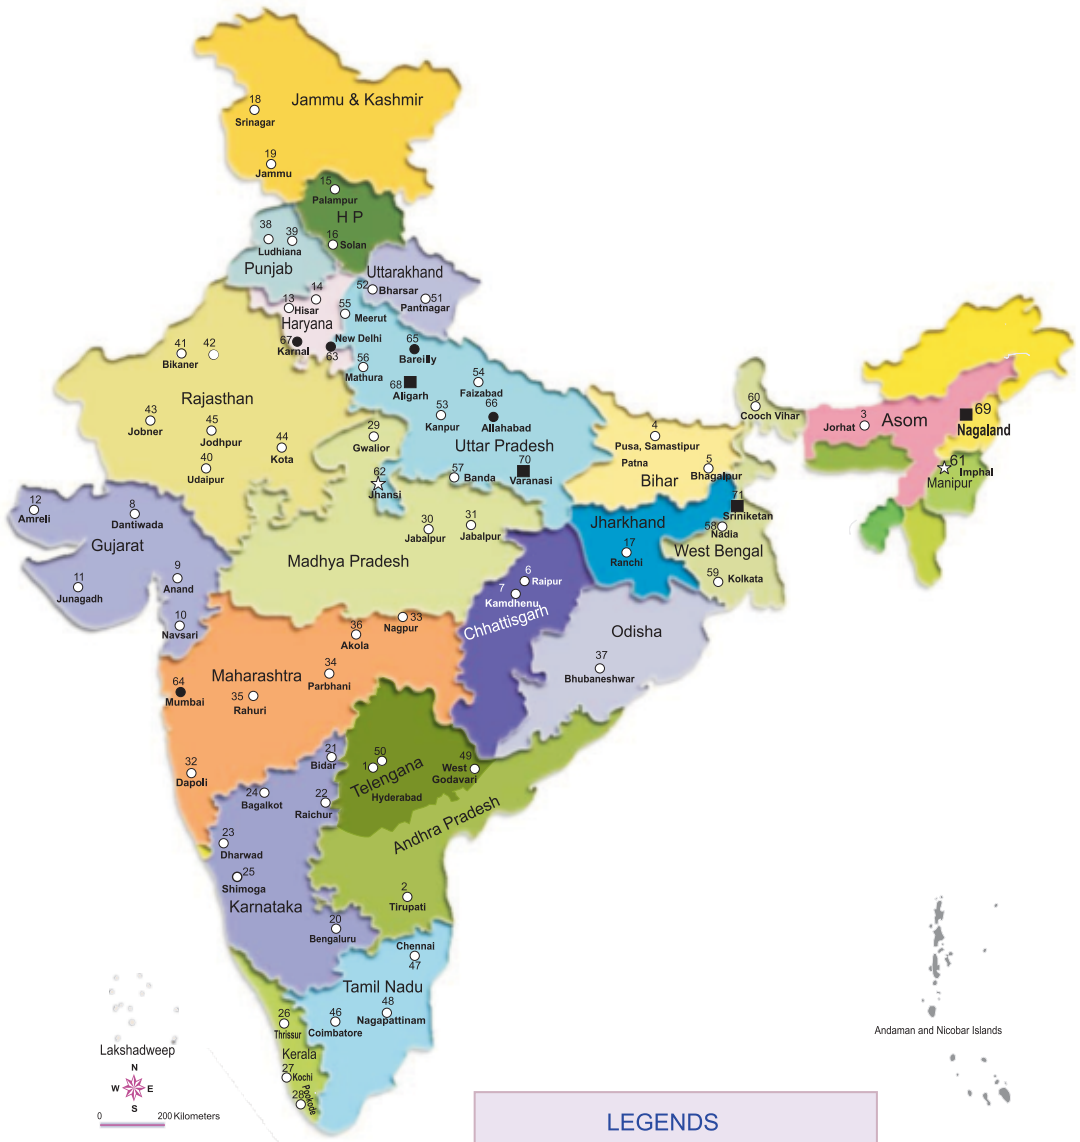 18
Srinagar
Jammu & Kashmir
19
Jammu
15
Palampur
H P
16
Solan
38
39
Ludhiana
Punjab
Uttarakhand
52
Bharsar
51
Pantnagar
14
13
Hisar
Haryana
67
Karnal
New Delhi
63
55
Meerut
65
Bareilly
56
Mathura
68
Aligarh
54
Faizabad
53
Kanpur
66
Allahabad
Uttar Pradesh
57
Banda
70
Varanasi
41
Bikaner
42
Rajasthan
43
Jobner
45
Jodhpur
44
Kota
40
Udaipur
29
Gwalior
62
Jhansi
30
Jabalpur
31
Jabalpur
Madhya Pradesh
4
Pusa, Samastipur
Patna
5
Bhagalpur
Bihar
60
Cooch Vihar
3
Jorhat
Asom
69
Nagaland
61
Imphal
Manipur
12
Amreli
8
Dantiwada
Gujarat
11
Junagadh
9
Anand
10
Navsari
Jharkhand
17
Ranchi
71
Sriniketan
58
Nadia
West Bengal
59
Kolkata
6
Raipur
7
Kamdhenu
Chhattisgarh
Odisha
37
Bhubaneshwar
33
Nagpur
36
Akola
34
Parbhani
Maharashtra
64
Mumbai
35
Rahuri
32
Dapoli
21
Bidar
50
1
Telengana
Hyderabad
49
West
Godavari
Andhra Pradesh
24
Bagalkot
22
Raichur
23
Dharwad
25
Shimoga
Karnataka
20
Bengaluru
2
Tirupati
Chennai
47
Tamil Nadu
48
Nagapattinam
46
Coimbatore
26
Thrissur
Kerala
27
Kochi
28
Pookode
Lakshadweep
N
W
E
S
0
200 Kilometers
Andaman and Nicobar Islands
LEGENDS